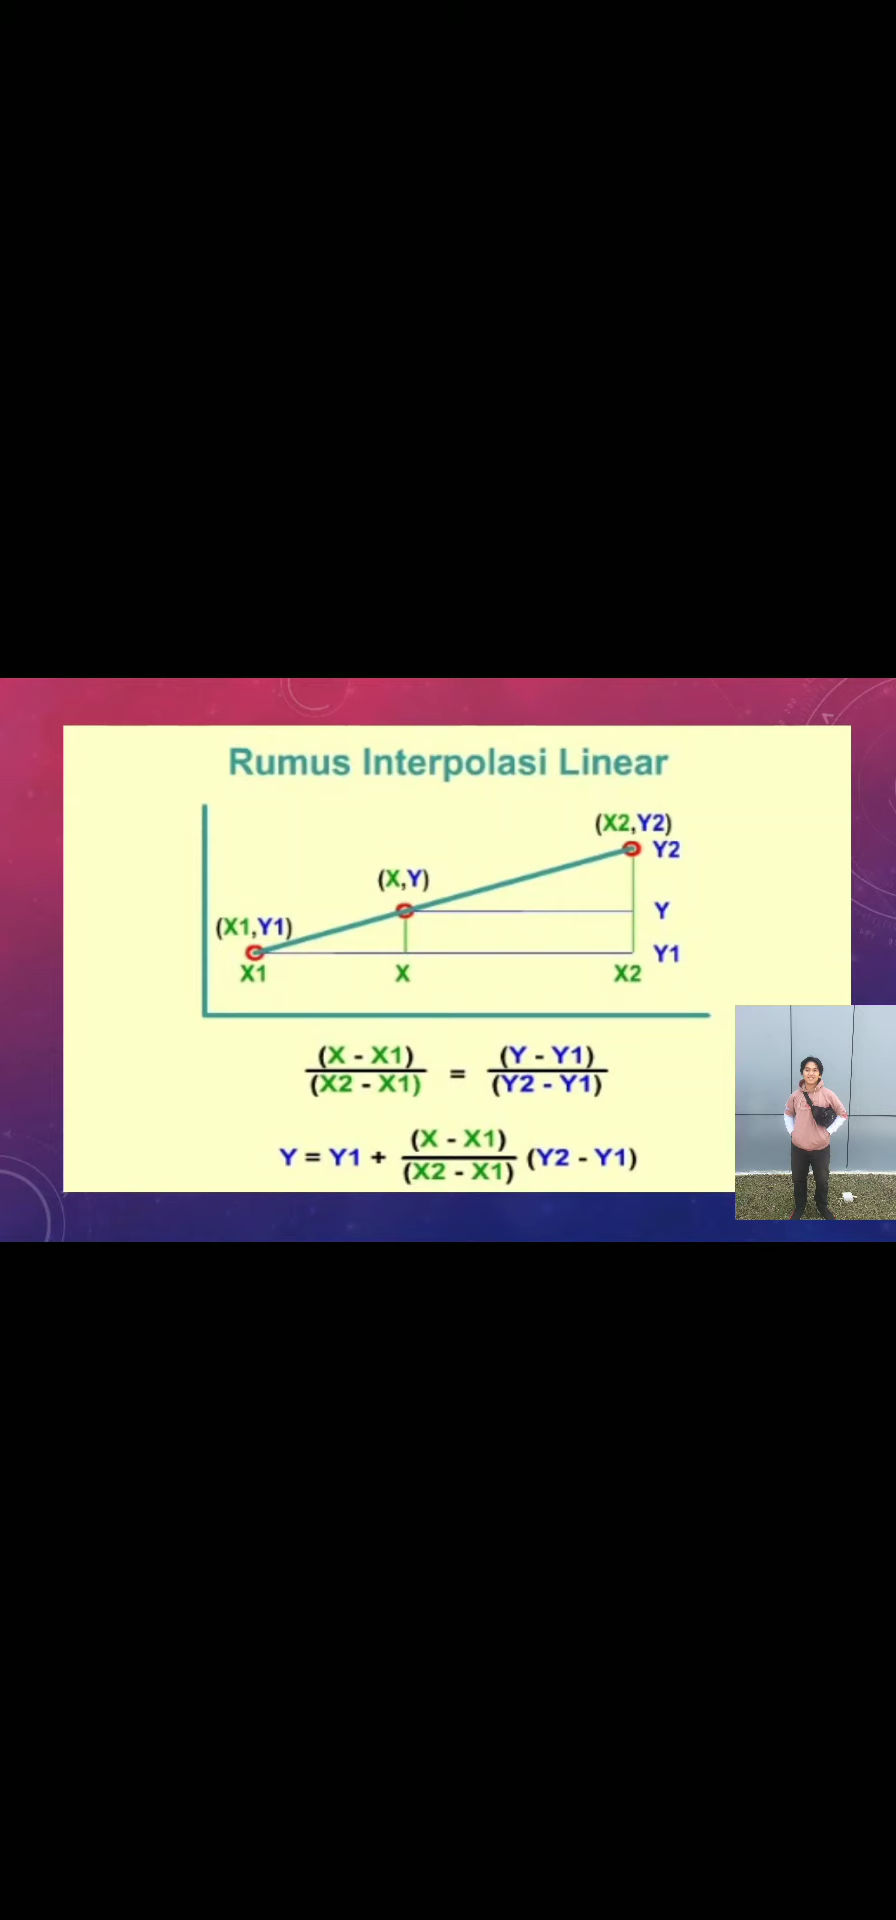 Rumus Interpolasi Linear
(X2,Y2)
Y2
(X,Y)
Y
(X1,Y1)
Y1
X1 X X2
(X - X1) / (X2 - X1) = (Y - Y1) / (Y2 - Y1)
Y = Y1 + (X - X1) / (X2 - X1) (Y2 - Y1)